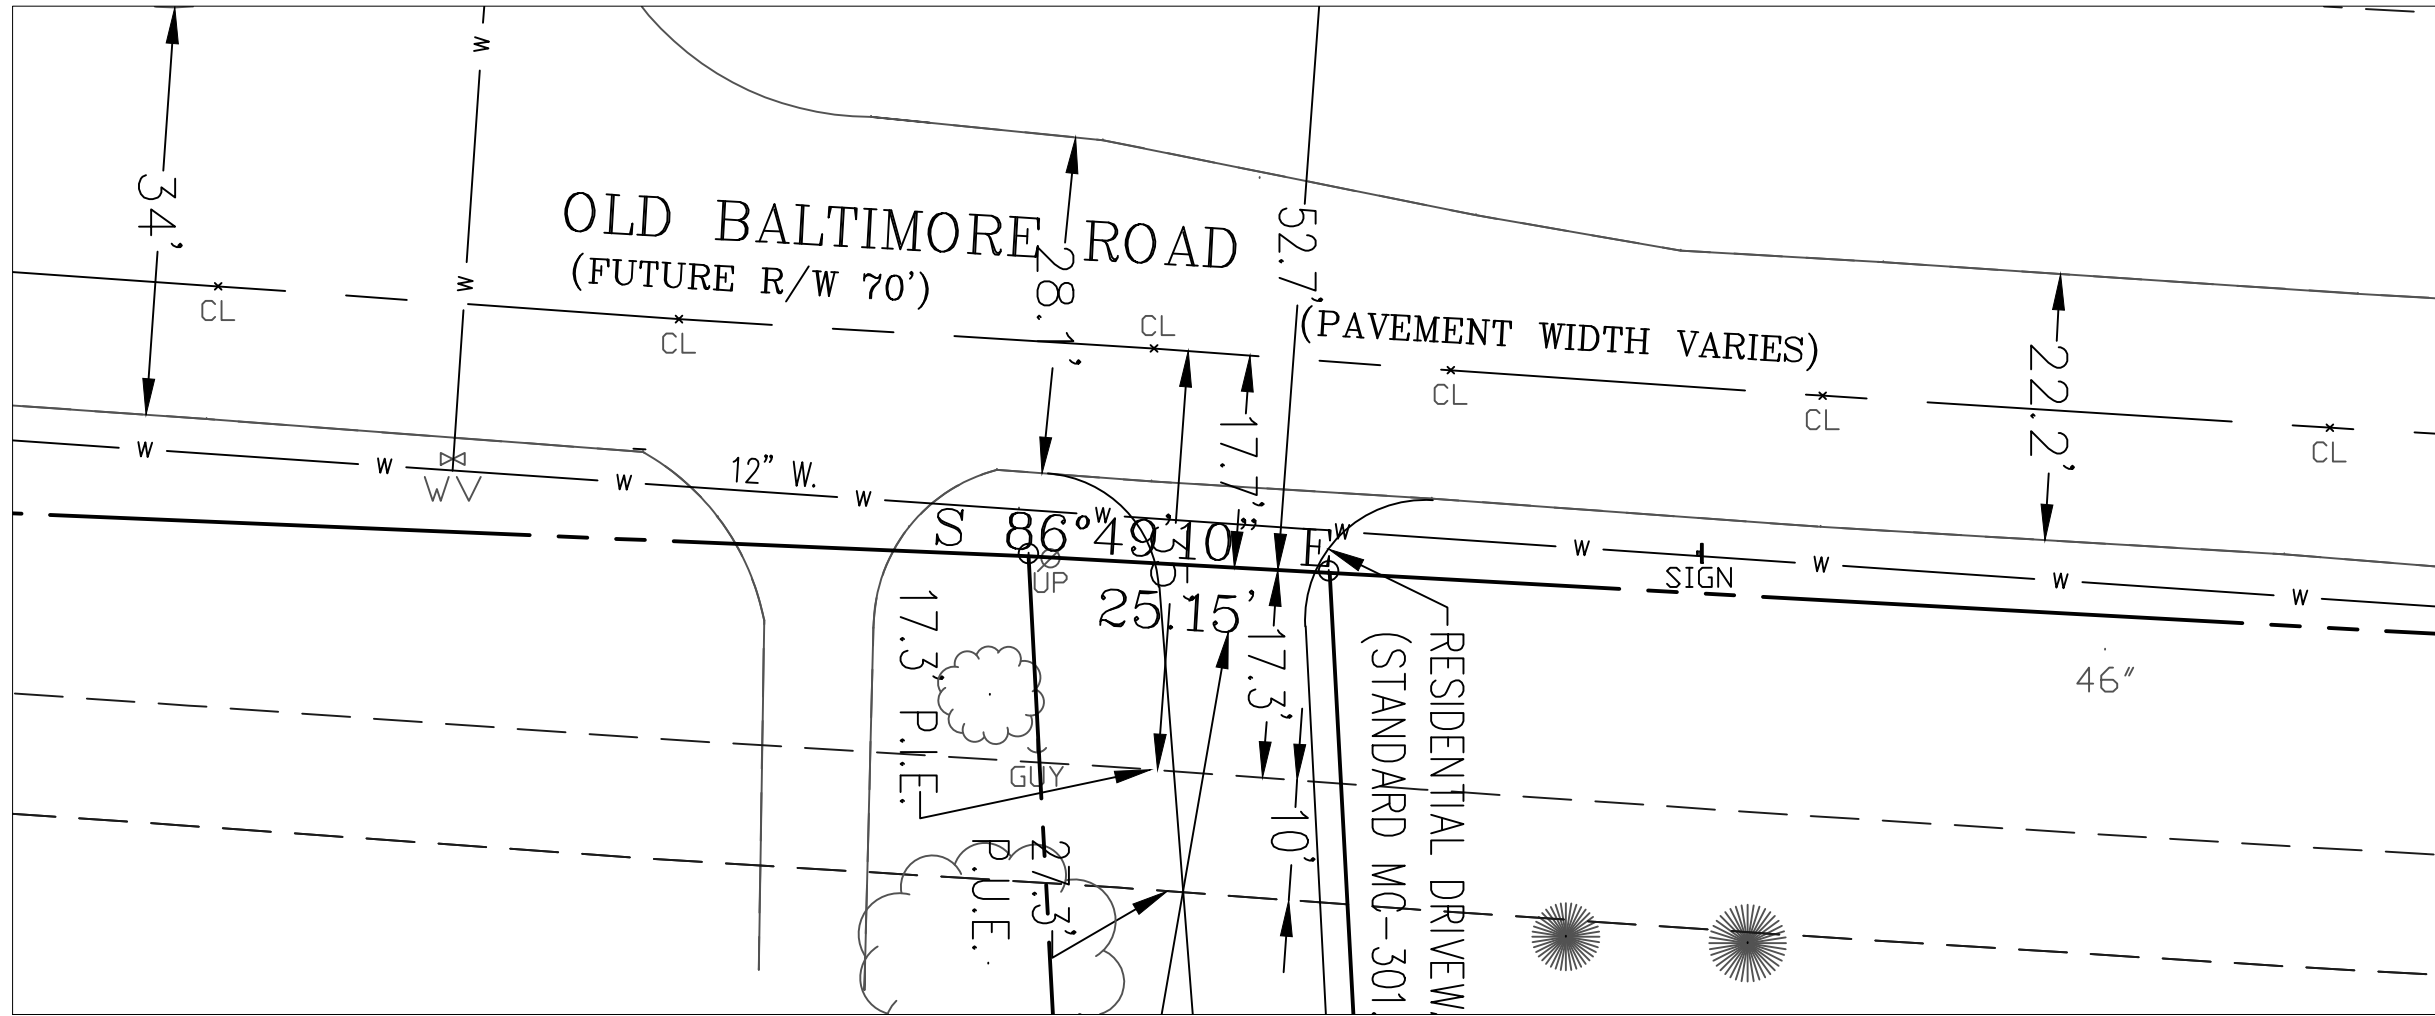 34'
W
W
OLD BALTIMORE ROAD
(FUTURE R/W 70')
28.1'
52.7'
(PAVEMENT WIDTH VARIES)
22.2'
CL
CL
CL
CL
CL
CL
17.7'
W
W
W
W
W
W
W
W
W
W
WV
12" W.
S 86°49'10" E
35'
25.15'
UP
SIGN
17.3' P.I.E.
17.3'
GUY
10'
27.3'
P.U.E.
RESIDENTIAL DRIVEWA
(STANDARD MC-301.
46"